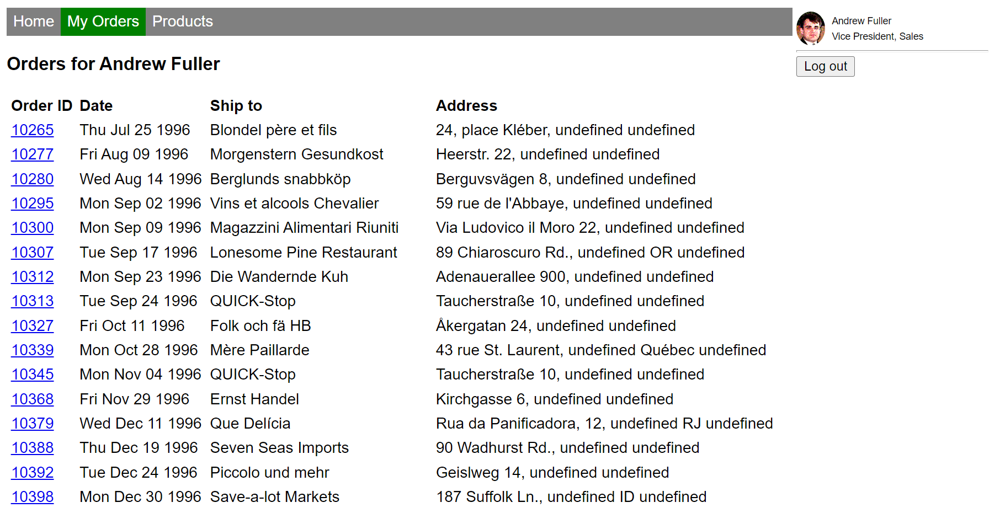 Home My Orders Products
Andrew Fuller
Vice President, Sales
Log out
Orders for Andrew Fuller
Order ID Date Ship to Address
10265 Thu Jul 25 1996 Blondel père et fils 24, place Kléber, undefined undefined
10277 Fri Aug 09 1996 Morgenstern Gesundkost Heerstr. 22, undefined undefined
10280 Wed Aug 14 1996 Berglunds snabbköp Berguvsvägen 8, undefined undefined
10295 Mon Sep 02 1996 Vins et alcools Chevalier 59 rue de l'Abbaye, undefined undefined
10300 Mon Sep 09 1996 Magazzini Alimentari Riuniti Via Ludovico il Moro 22, undefined undefined
10307 Tue Sep 17 1996 Lonesome Pine Restaurant 89 Chiaroscuro Rd., undefined OR undefined
10312 Mon Sep 23 1996 Die Wandernde Kuh Adenauerallee 900, undefined undefined
10313 Tue Sep 24 1996 QUICK-Stop Taucherstraße 10, undefined undefined
10327 Fri Oct 11 1996 Folk och fä HB Åkergatan 24, undefined undefined
10339 Mon Oct 28 1996 Mère Paillarde 43 rue St. Laurent, undefined Québec undefined
10345 Mon Nov 04 1996 QUICK-Stop Taucherstraße 10, undefined undefined
10368 Fri Nov 29 1996 Ernst Handel Kirchgasse 6, undefined undefined
10379 Wed Dec 11 1996 Que Delícia Rua da Panificadora, 12, undefined RJ undefined
10388 Thu Dec 19 1996 Seven Seas Imports 90 Wadhurst Rd., undefined undefined
10392 Tue Dec 24 1996 Piccolo und mehr Geislweg 14, undefined undefined
10398 Mon Dec 30 1996 Save-a-lot Markets 187 Suffolk Ln., undefined ID undefined